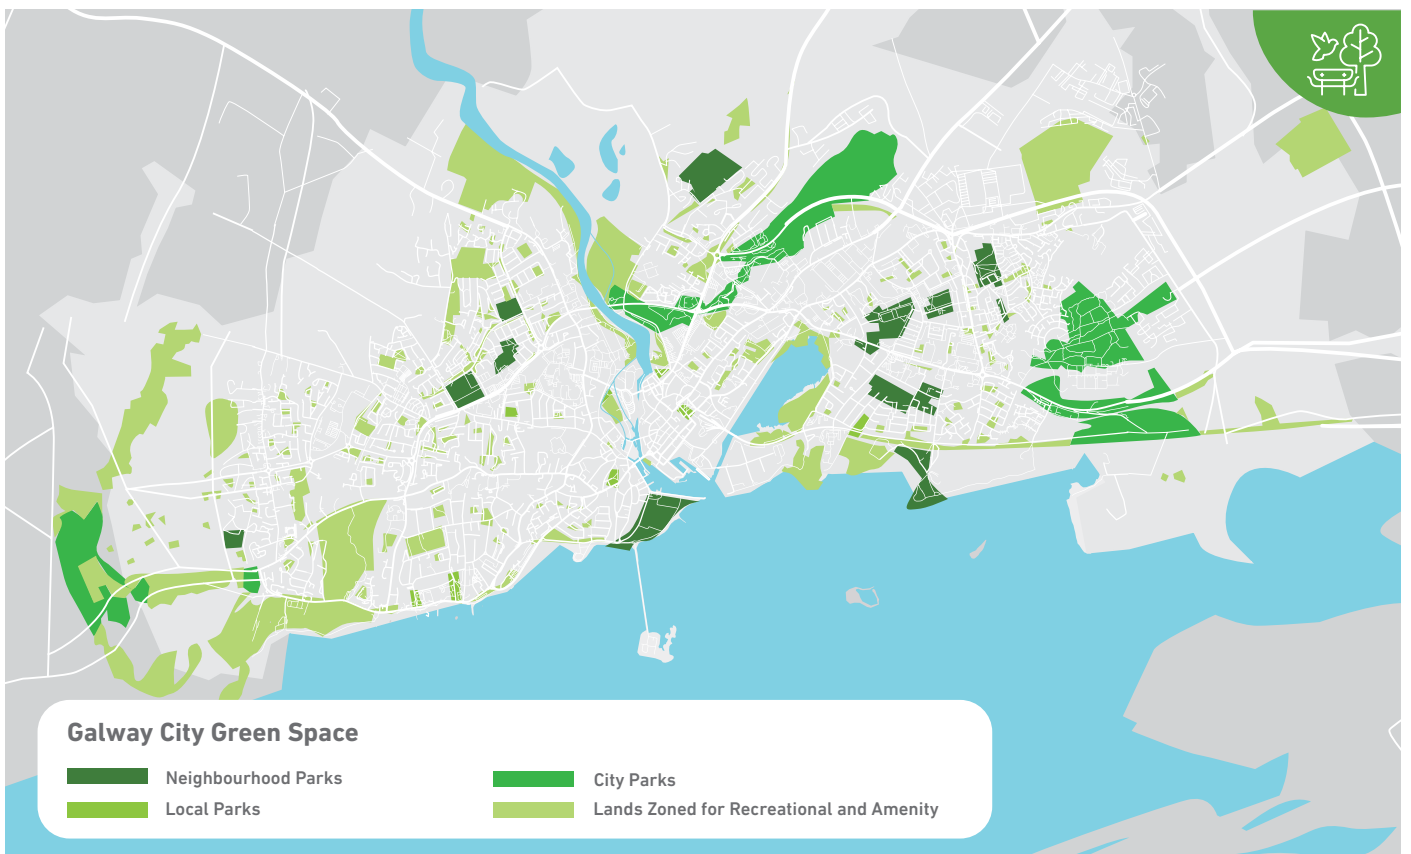 Galway City Green Space
Neighbourhood Parks
City Parks
Local Parks
Lands Zoned for Recreational and Amenity